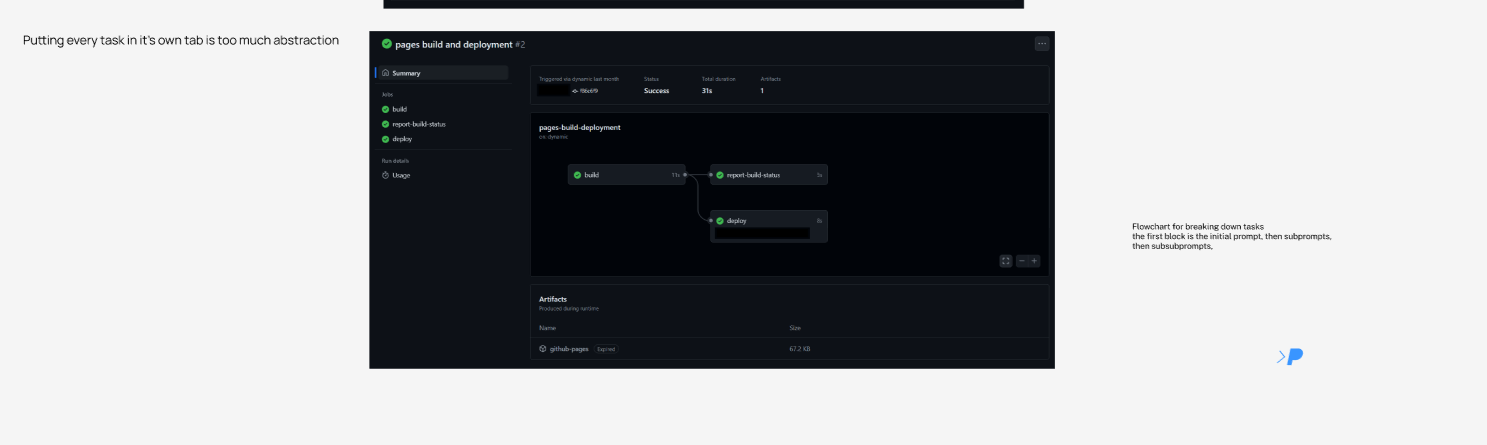 Putting every task in it's own tab is too much abstraction
pages build and deployment #2
Summary
Jobs
build
report-build-status
deploy
Run details
Usage
Triggered via dynamic last month
Status
Total duration
Artifacts
f66c6f9
Success
31s
1
pages-build-deployment
on: dynamic
build
11s
report-build-status
5s
deploy
8s
Artifacts
Produced during runtime
Name
Size
github-pages
Expired
67.2 KB
Flowchart for breaking down tasks
the first block is the initial prompt, then subprompts,
then subsubprompts,
>P